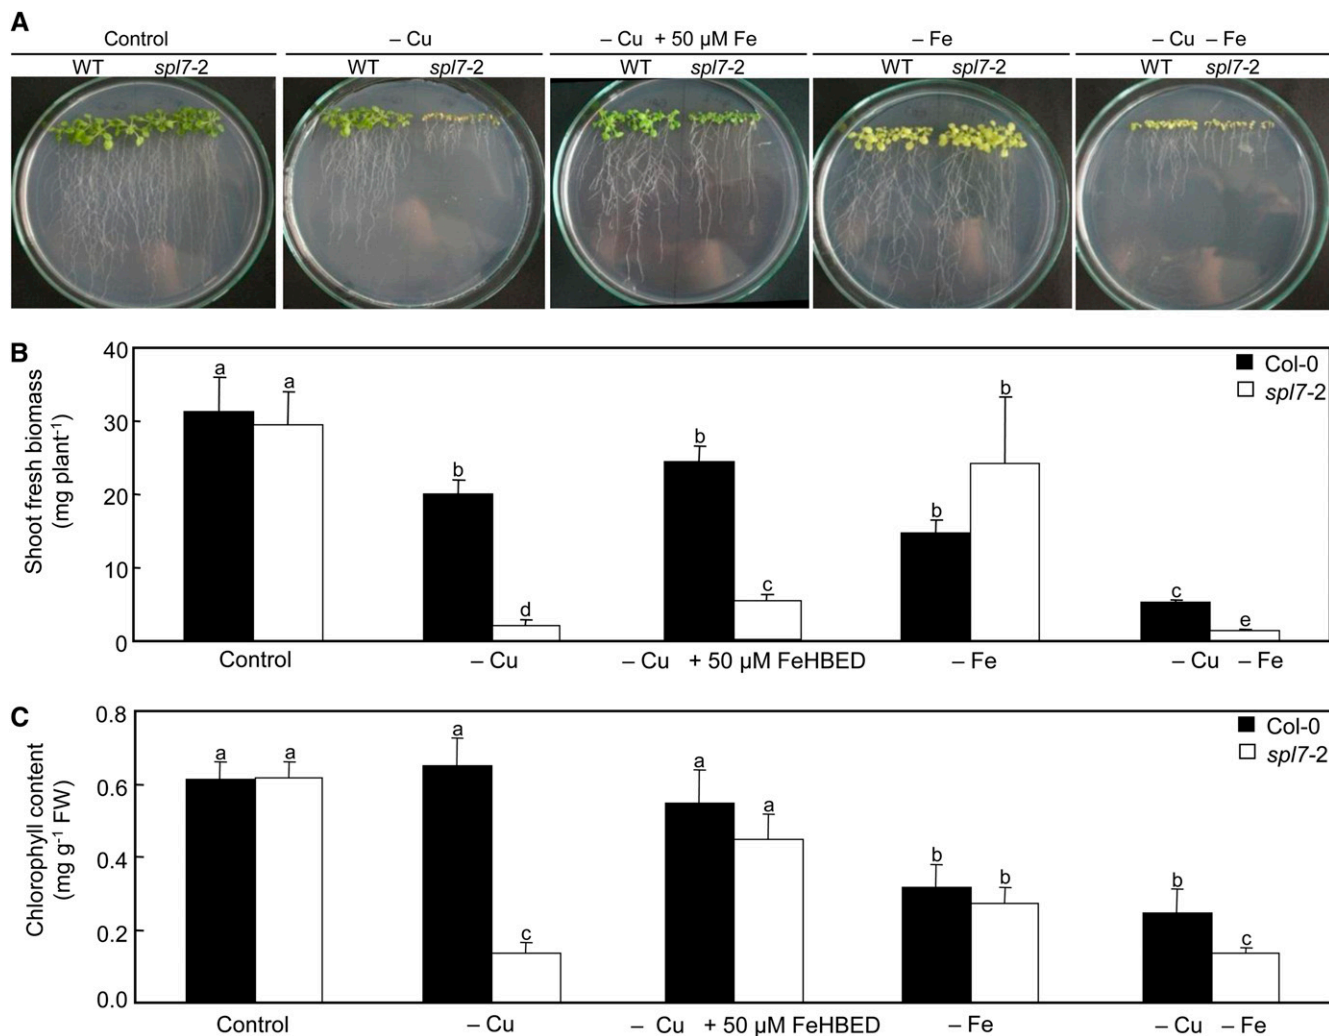 A
Control
– Cu
– Cu + 50 µM Fe
– Fe
– Cu – Fe
WT spl7-2
WT spl7-2
WT spl7-2
WT spl7-2
WT spl7-2
B
Shoot fresh biomass
(mg plant⁻¹)
40
30
20
10
0
a
a
b
d
b
c
b
b
c
e
Col-0
spl7-2
Control
– Cu
– Cu + 50 µM FeHBED
– Fe
– Cu – Fe
C
Chlorophyll content
(mg g⁻¹ FW)
0.8
0.6
0.4
0.2
0.0
a
a
a
c
a
a
b
b
b
c
Col-0
spl7-2
Control
– Cu
– Cu + 50 µM FeHBED
– Fe
– Cu – Fe